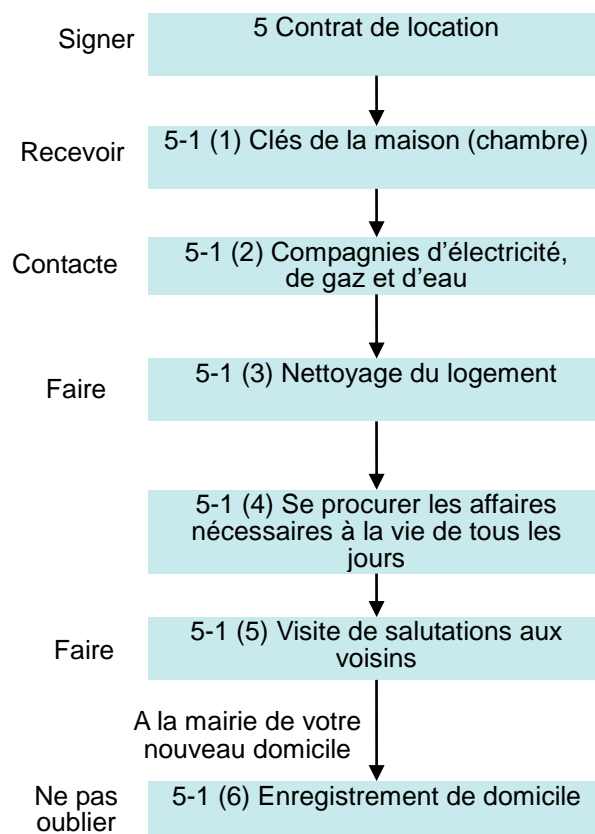 Signer
5 Contrat de location
Recevoir
5-1 (1) Clés de la maison (chambre)
Contacte
5-1 (2) Compagnies d’électricité,
de gaz et d’eau
Faire
5-1 (3) Nettoyage du logement
5-1 (4) Se procurer les affaires
nécessaires à la vie de tous les
jours
Faire
5-1 (5) Visite de salutations aux
voisins
A la mairie de votre
nouveau domicile
Ne pas
oublier
5-1 (6) Enregistrement de domicile